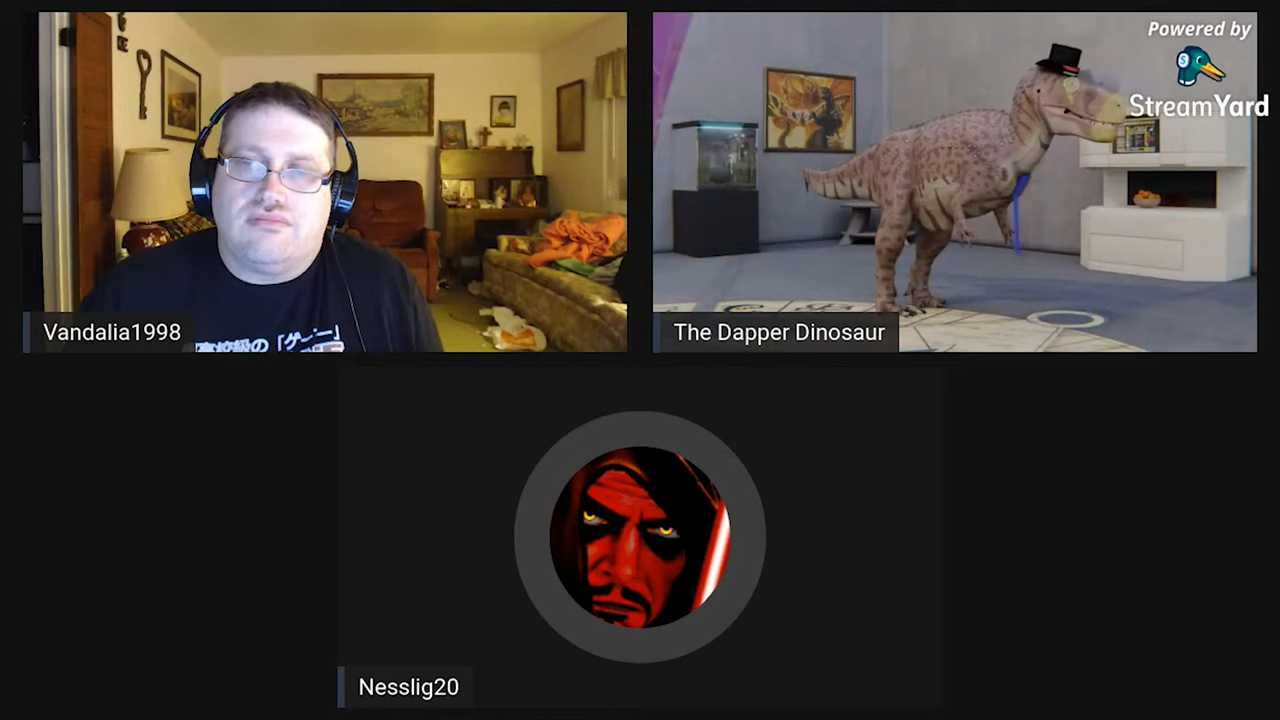 Powered by
StreamYard
Vandalia1998
The Dapper Dinosaur
Nesslig20